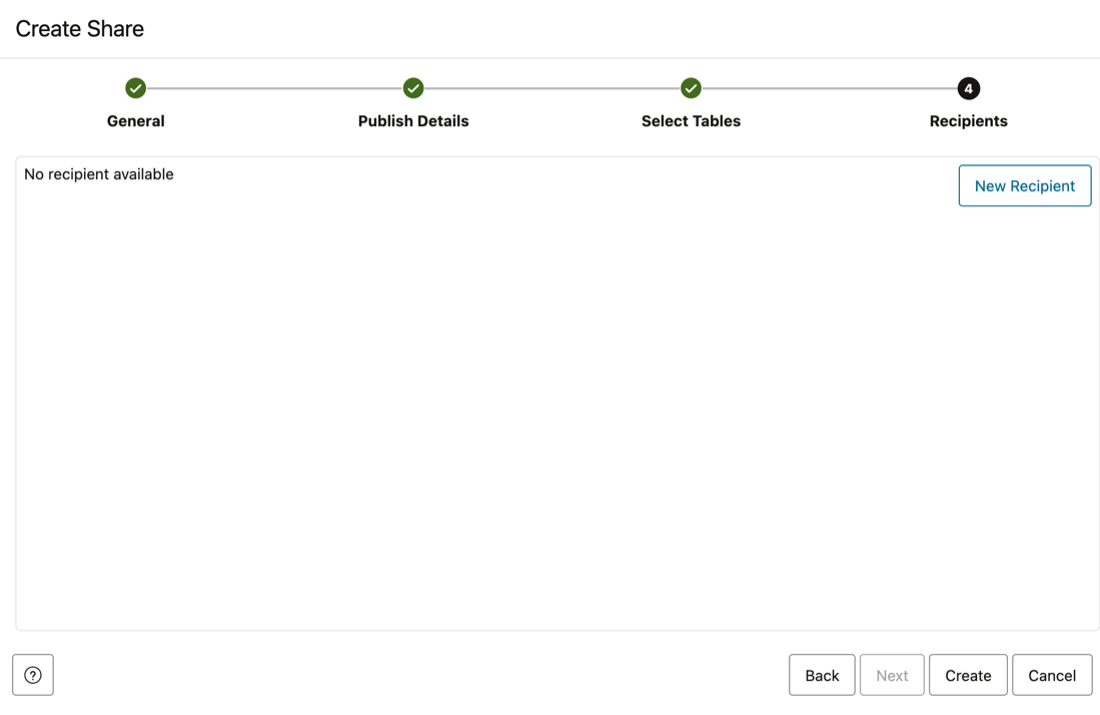 Create Share
4
General
Publish Details
Select Tables
Recipients
No recipient available
New Recipient
?
Back
Next
Create
Cancel